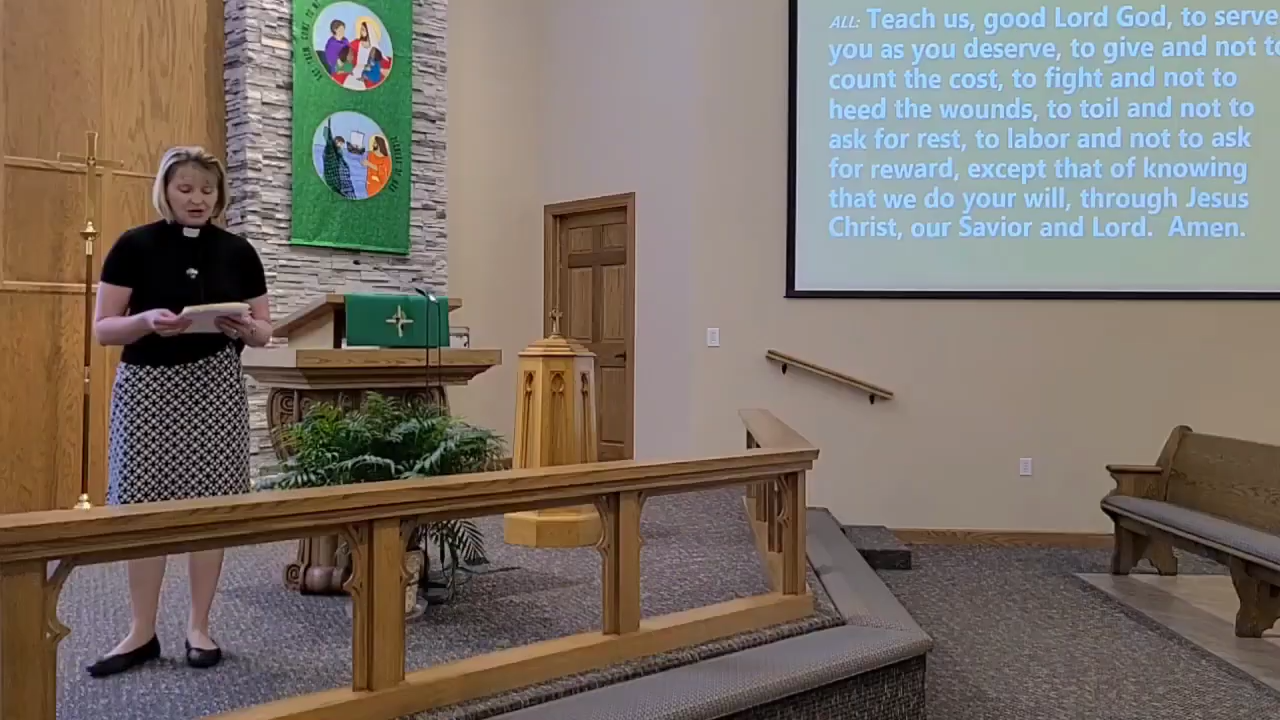 ALL: Teach us, good Lord God, to serve
you as you deserve, to give and not to
count the cost, to fight and not to
heed the wounds, to toil and not to
ask for rest, to labor and not to ask
for reward, except that of knowing
that we do your will, through Jesus
Christ, our Savior and Lord. Amen.